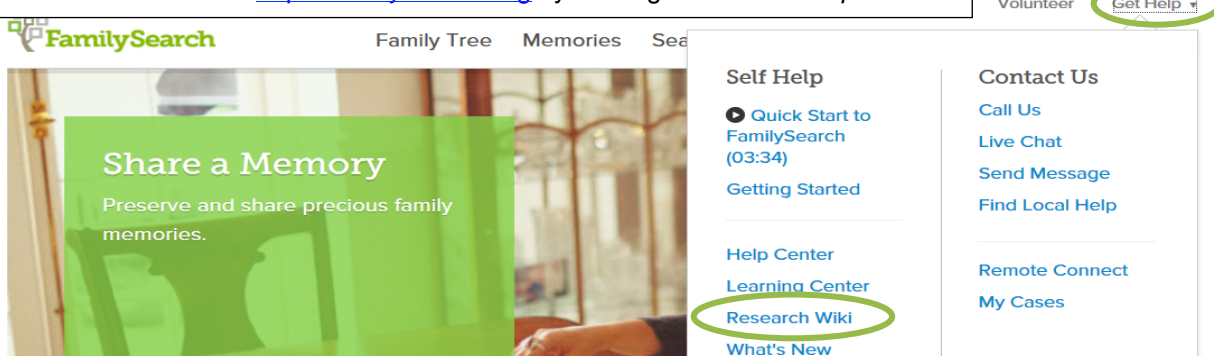 Volunteer Get Help ▾
FamilySearch
Family Tree Memories
Share a Memory
Preserve and share precious family
memories.
Self Help
Quick Start to
FamilySearch
(03:34)
Getting Started
Help Center
Learning Center
Research Wiki
What's New
Contact Us
Call Us
Live Chat
Send Message
Find Local Help
Remote Connect
My Cases